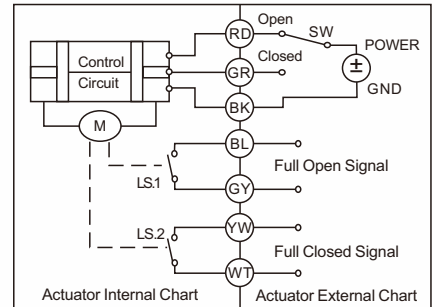 RD Open SW
Control GR Closed POWER
Circuit ±
BK GND
M BL
LS.1 Full Open Signal
GY
LS.2 YW
Full Closed Signal
WT
Actuator Internal Chart Actuator External Chart